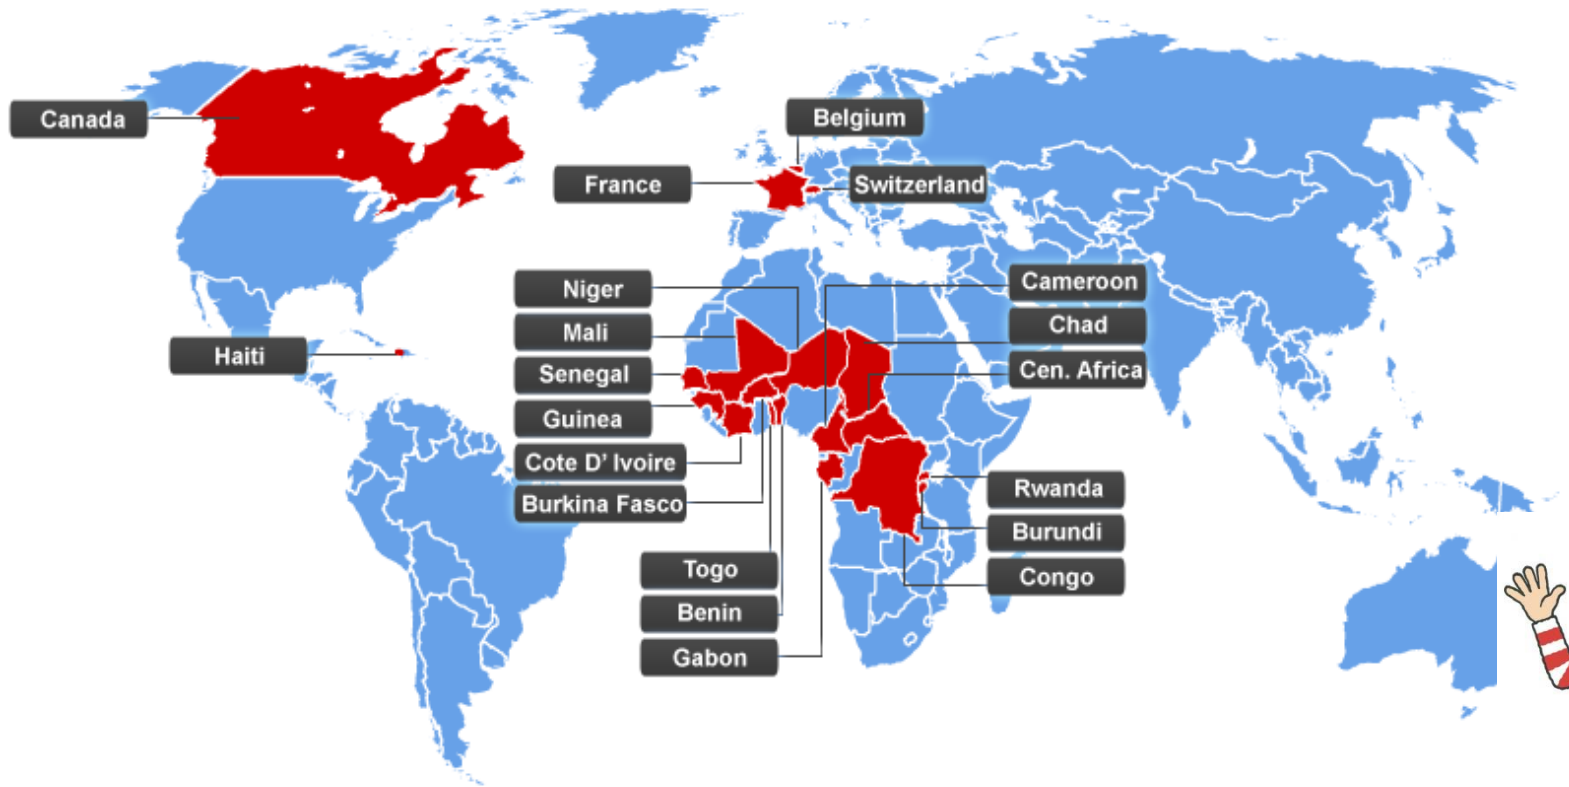 Canada
Belgium
France
Switzerland
Niger
Cameroon
Mali
Chad
Haiti
Senegal
Cen. Africa
Guinea
Cote D' Ivoire
Burkina Fasco
Rwanda
Burundi
Togo
Congo
Benin
Gabon